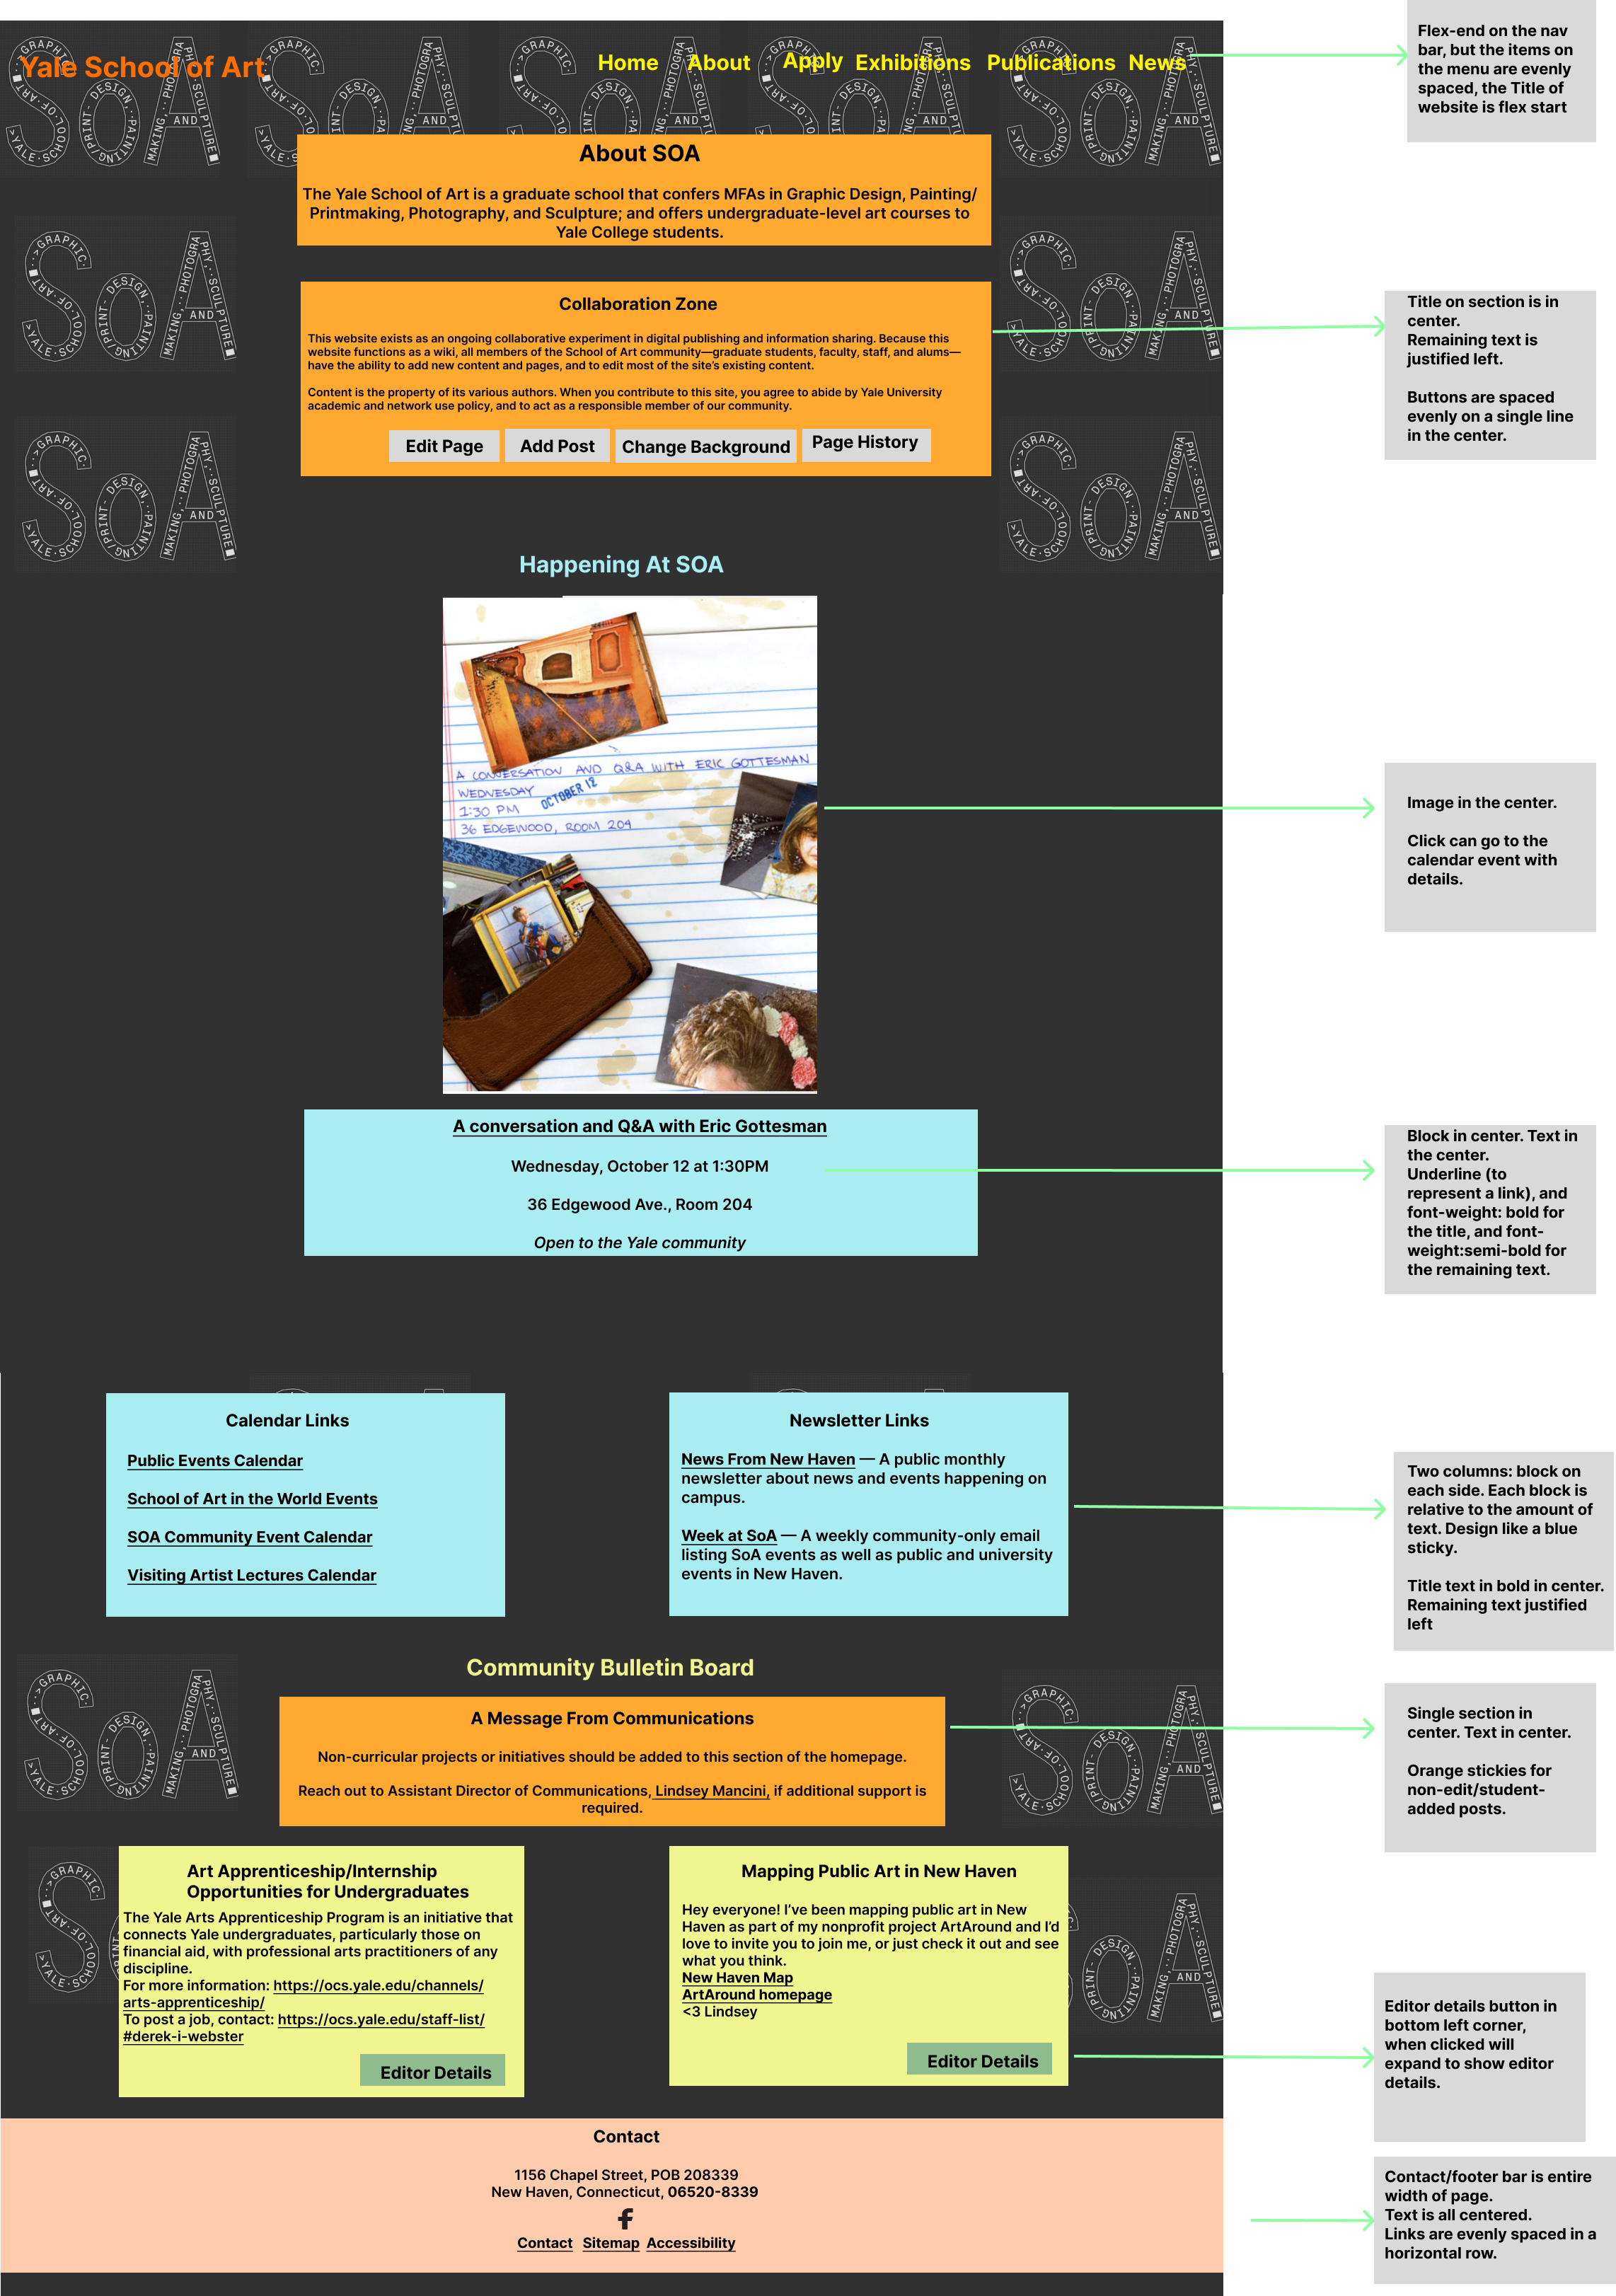 Yale School of Art
Home About Apply Exhibitions Publications News
Flex-end on the nav
bar, but the items on
the menu are evenly
spaced, the Title of
website is flex start
About SOA
The Yale School of Art is a graduate school that confers MFAs in Graphic Design, Painting/
Printmaking, Photography, and Sculpture; and offers undergraduate-level art courses to
Yale College students.
Collaboration Zone
This website exists as an ongoing collaborative experiment in digital publishing and information sharing. Because this
website functions as a wiki, all members of the School of Art community—graduate students, faculty, staff, and alums—
have the ability to add new content and pages, and to edit most of the site's existing content.
Content is the property of its various authors. When you contribute to this site, you agree to abide by Yale University
academic and network use policy, and to act as a responsible member of our community.
Edit Page Add Post Change Background Page History
Title on section is in
center.
Remaining text is
justified left.
Buttons are spaced
evenly on a single line
in the center.
Happening At SOA
A CONVERSATION AND Q&A WITH ERIC GOTTESMAN
WEDNESDAY
OCTOBER 12
1:30 PM
36 EDGEWOOD, ROOM 204
Image in the center.
Click can go to the
calendar event with
details.
A conversation and Q&A with Eric Gottesman
Wednesday, October 12 at 1:30PM
36 Edgewood Ave., Room 204
Open to the Yale community
Block in center. Text in
the center.
Underline (to
represent a link), and
font-weight: bold for
the title, and font-
weight:semi-bold for
the remaining text.
Calendar Links
Public Events Calendar
School of Art in the World Events
SOA Community Event Calendar
Visiting Artist Lectures Calendar
Newsletter Links
News From New Haven — A public monthly
newsletter about news and events happening on
campus.
Week at SoA — A weekly community-only email
listing SoA events as well as public and university
events in New Haven.
Two columns: block on
each side. Each block is
relative to the amount of
text. Design like a blue
sticky.
Title text in bold in center.
Remaining text justified
left
Community Bulletin Board
A Message From Communications
Non-curricular projects or initiatives should be added to this section of the homepage.
Reach out to Assistant Director of Communications, Lindsey Mancini, if additional support is
required.
Single section in
center. Text in center.
Orange stickies for
non-edit/student-
added posts.
Art Apprenticeship/Internship
Opportunities for Undergraduates
The Yale Arts Apprenticeship Program is an initiative that
connects Yale undergraduates, particularly those on
financial aid, with professional arts practitioners of any
discipline.
For more information: https://ocs.yale.edu/channels/
arts-apprenticeship/
To post a job, contact: https://ocs.yale.edu/staff-list/
#derek-i-webster
Editor Details
Mapping Public Art in New Haven
Hey everyone! I've been mapping public art in New
Haven as part of my nonprofit project ArtAround and I'd
love to invite you to join me, or just check it out and see
what you think.
New Haven Map
ArtAround homepage
<3 Lindsey
Editor Details
Editor details button in
bottom left corner,
when clicked will
expand to show editor
details.
Contact
1156 Chapel Street, POB 208339
New Haven, Connecticut, 06520-8339
Contact Sitemap Accessibility
Contact/footer bar is entire
width of page.
Text is all centered.
Links are evenly spaced in a
horizontal row.